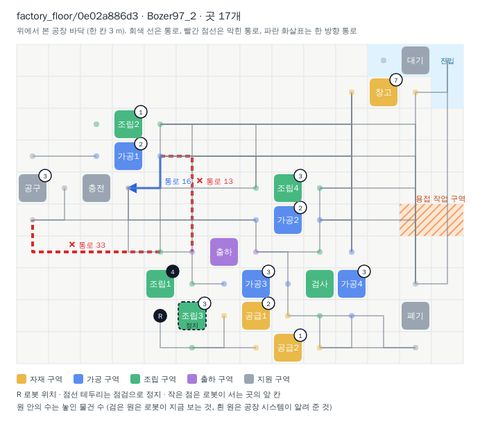 factory_floor/0e02a886d3 · Bozer97_2 · 곳 17개
위에서 본 공장 바닥 (한 칸 3 m). 회색 선은 통로, 빨간 점선은 막힌 통로, 파란 화살표는 한 방향 통로
대기
진입
7
창고
1
조립2
2
가공1
3
공구
충전
통로 16
✕ 통로 13
3
조립4
용접 작업 구역
2
가공2
✕ 통로 33
출하
4
조립1
3
가공3
검사
3
가공4
R
3
조립3
정지
2
공급1
폐기
1
공급2
자재 구역
가공 구역
조립 구역
출하 구역
지원 구역
R 로봇 위치 · 점선 테두리는 점검으로 정지 · 작은 점은 로봇이 서는 곳의 앞 칸
원 안의 수는 놓인 물건 수 (검은 원은 로봇이 지금 보는 것, 흰 원은 공장 시스템이 알려 준 것)